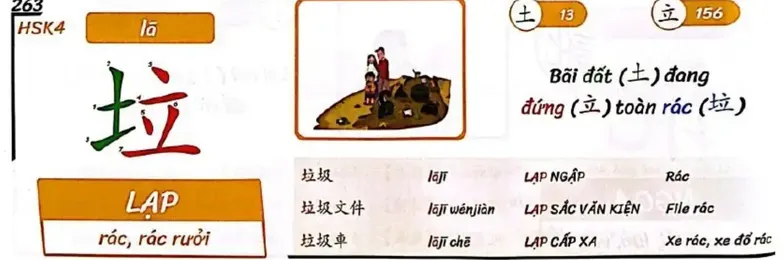 263
HSK4
lā
垃
LẠP
rác, rác rưởi
土 13
立 156
Bãi đất (土) đang
đứng (立) toàn rác (垃)
垃圾 lājī LẠP NGẬP Rác
垃圾文件 lājī wénjiàn LẠP SẮC VĂN KIỆN File rác
垃圾車 lājī chē LẠP CẤP XA Xe rác, xe đổ rác